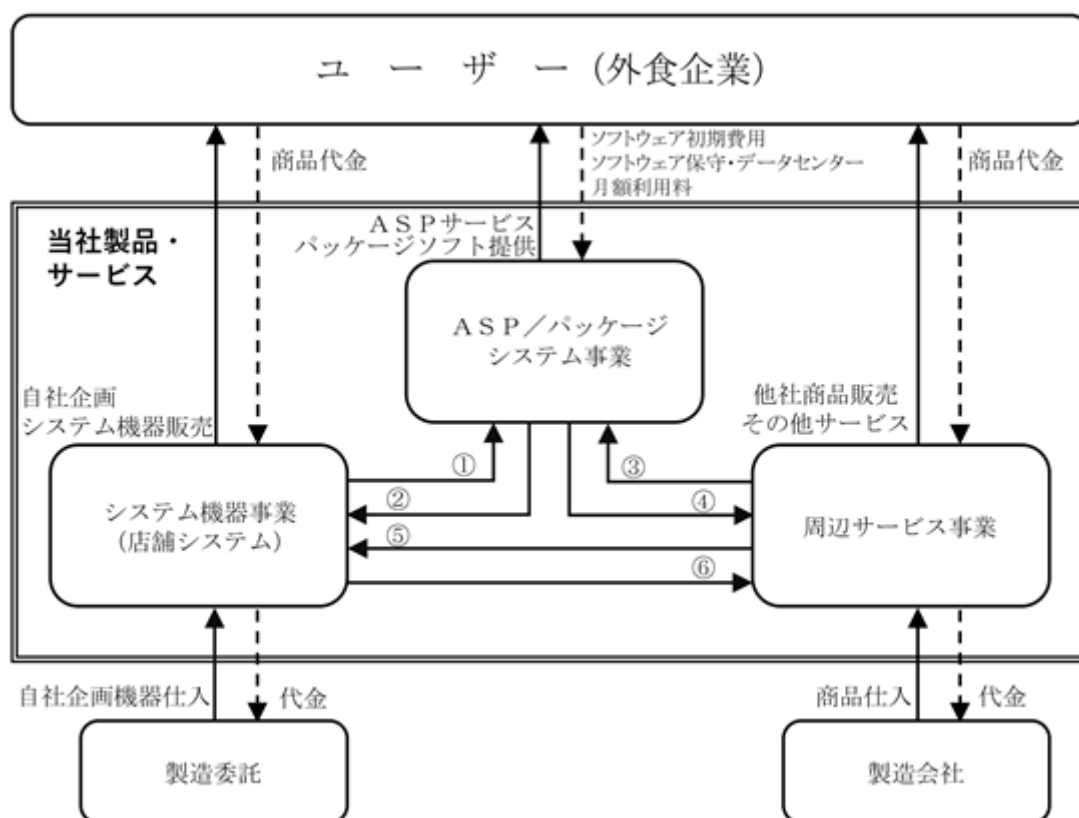 ユーザー(外食企業)
商品代金
ソフトウェア初期費用
ソフトウェア保守・データセンター
月額利用料
商品代金
当社製品・
サービス
ASPサービス
パッケージソフト提供
ASP/パッケージ
システム事業
自社企画
システム機器販売
他社商品販売
その他サービス
①
②
③
④
⑤
⑥
システム機器事業
(店舗システム)
周辺サービス事業
自社企画機器仕入
代金
商品仕入
代金
製造委託
製造会社